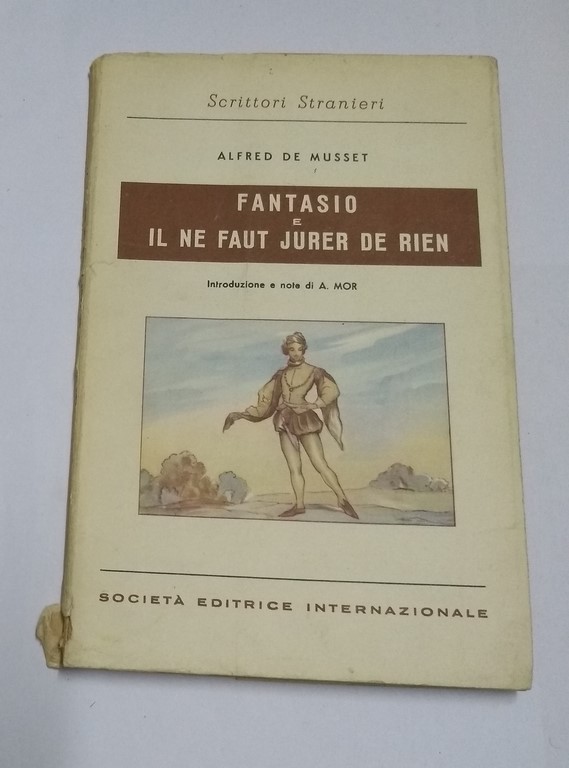 Scrittori Stranieri
ALFRED DE MUSSET
FANTASIO
E
IL NE FAUT JURER DE RIEN
Introduzione e note di A. MOR
SOCIETÀ EDITRICE INTERNAZIONALE